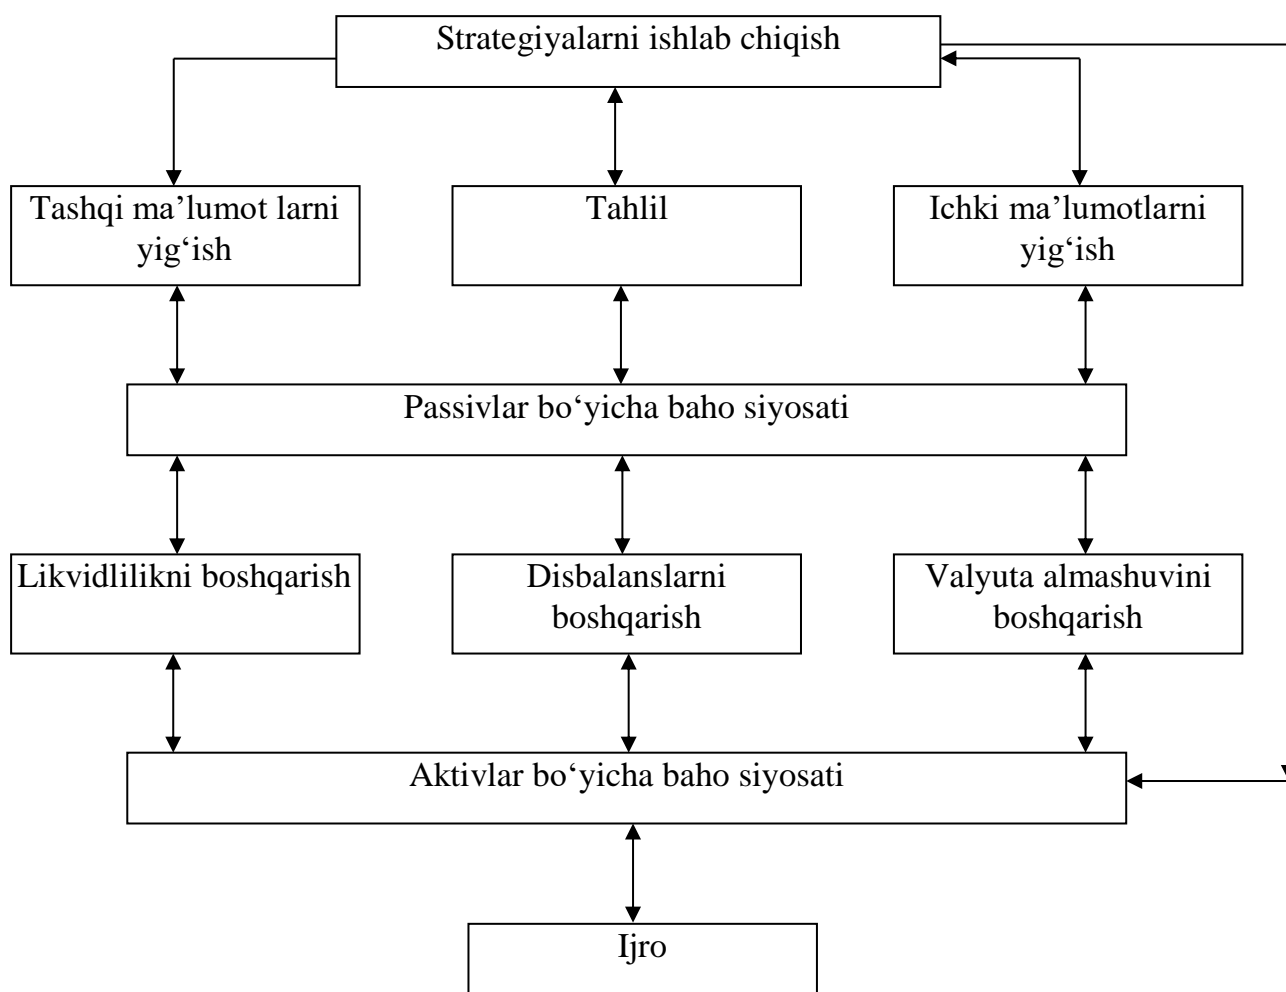 Strategiyalarni ishlab chiqish
Tashqi ma’lumot larni
yig‘ish
Tahlil
Ichki ma’lumotlarni
yig‘ish
Passivlar bo‘yicha baho siyosati
Likvidlilikni boshqarish
Disbalanslarni
boshqarish
Valyuta almashuvini
boshqarish
Aktivlar bo‘yicha baho siyosati
Ijro